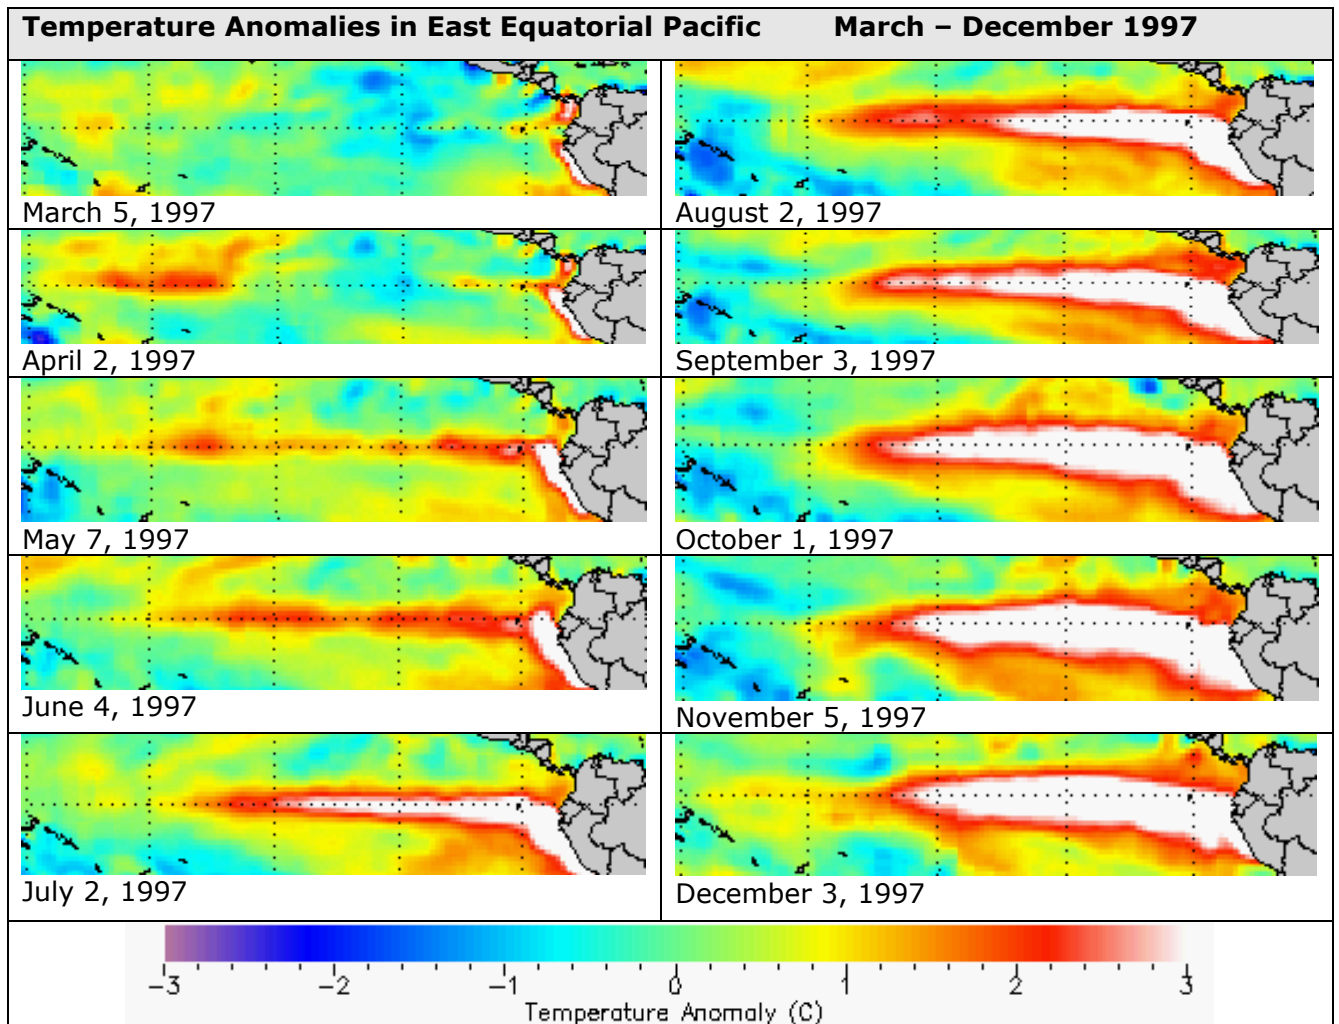 Temperature Anomalies in East Equatorial Pacific March – December 1997
March 5, 1997
August 2, 1997
April 2, 1997
September 3, 1997
May 7, 1997
October 1, 1997
June 4, 1997
November 5, 1997
July 2, 1997
December 3, 1997
−3 −2 −1 0 1 2 3
Temperature Anomaly (C)